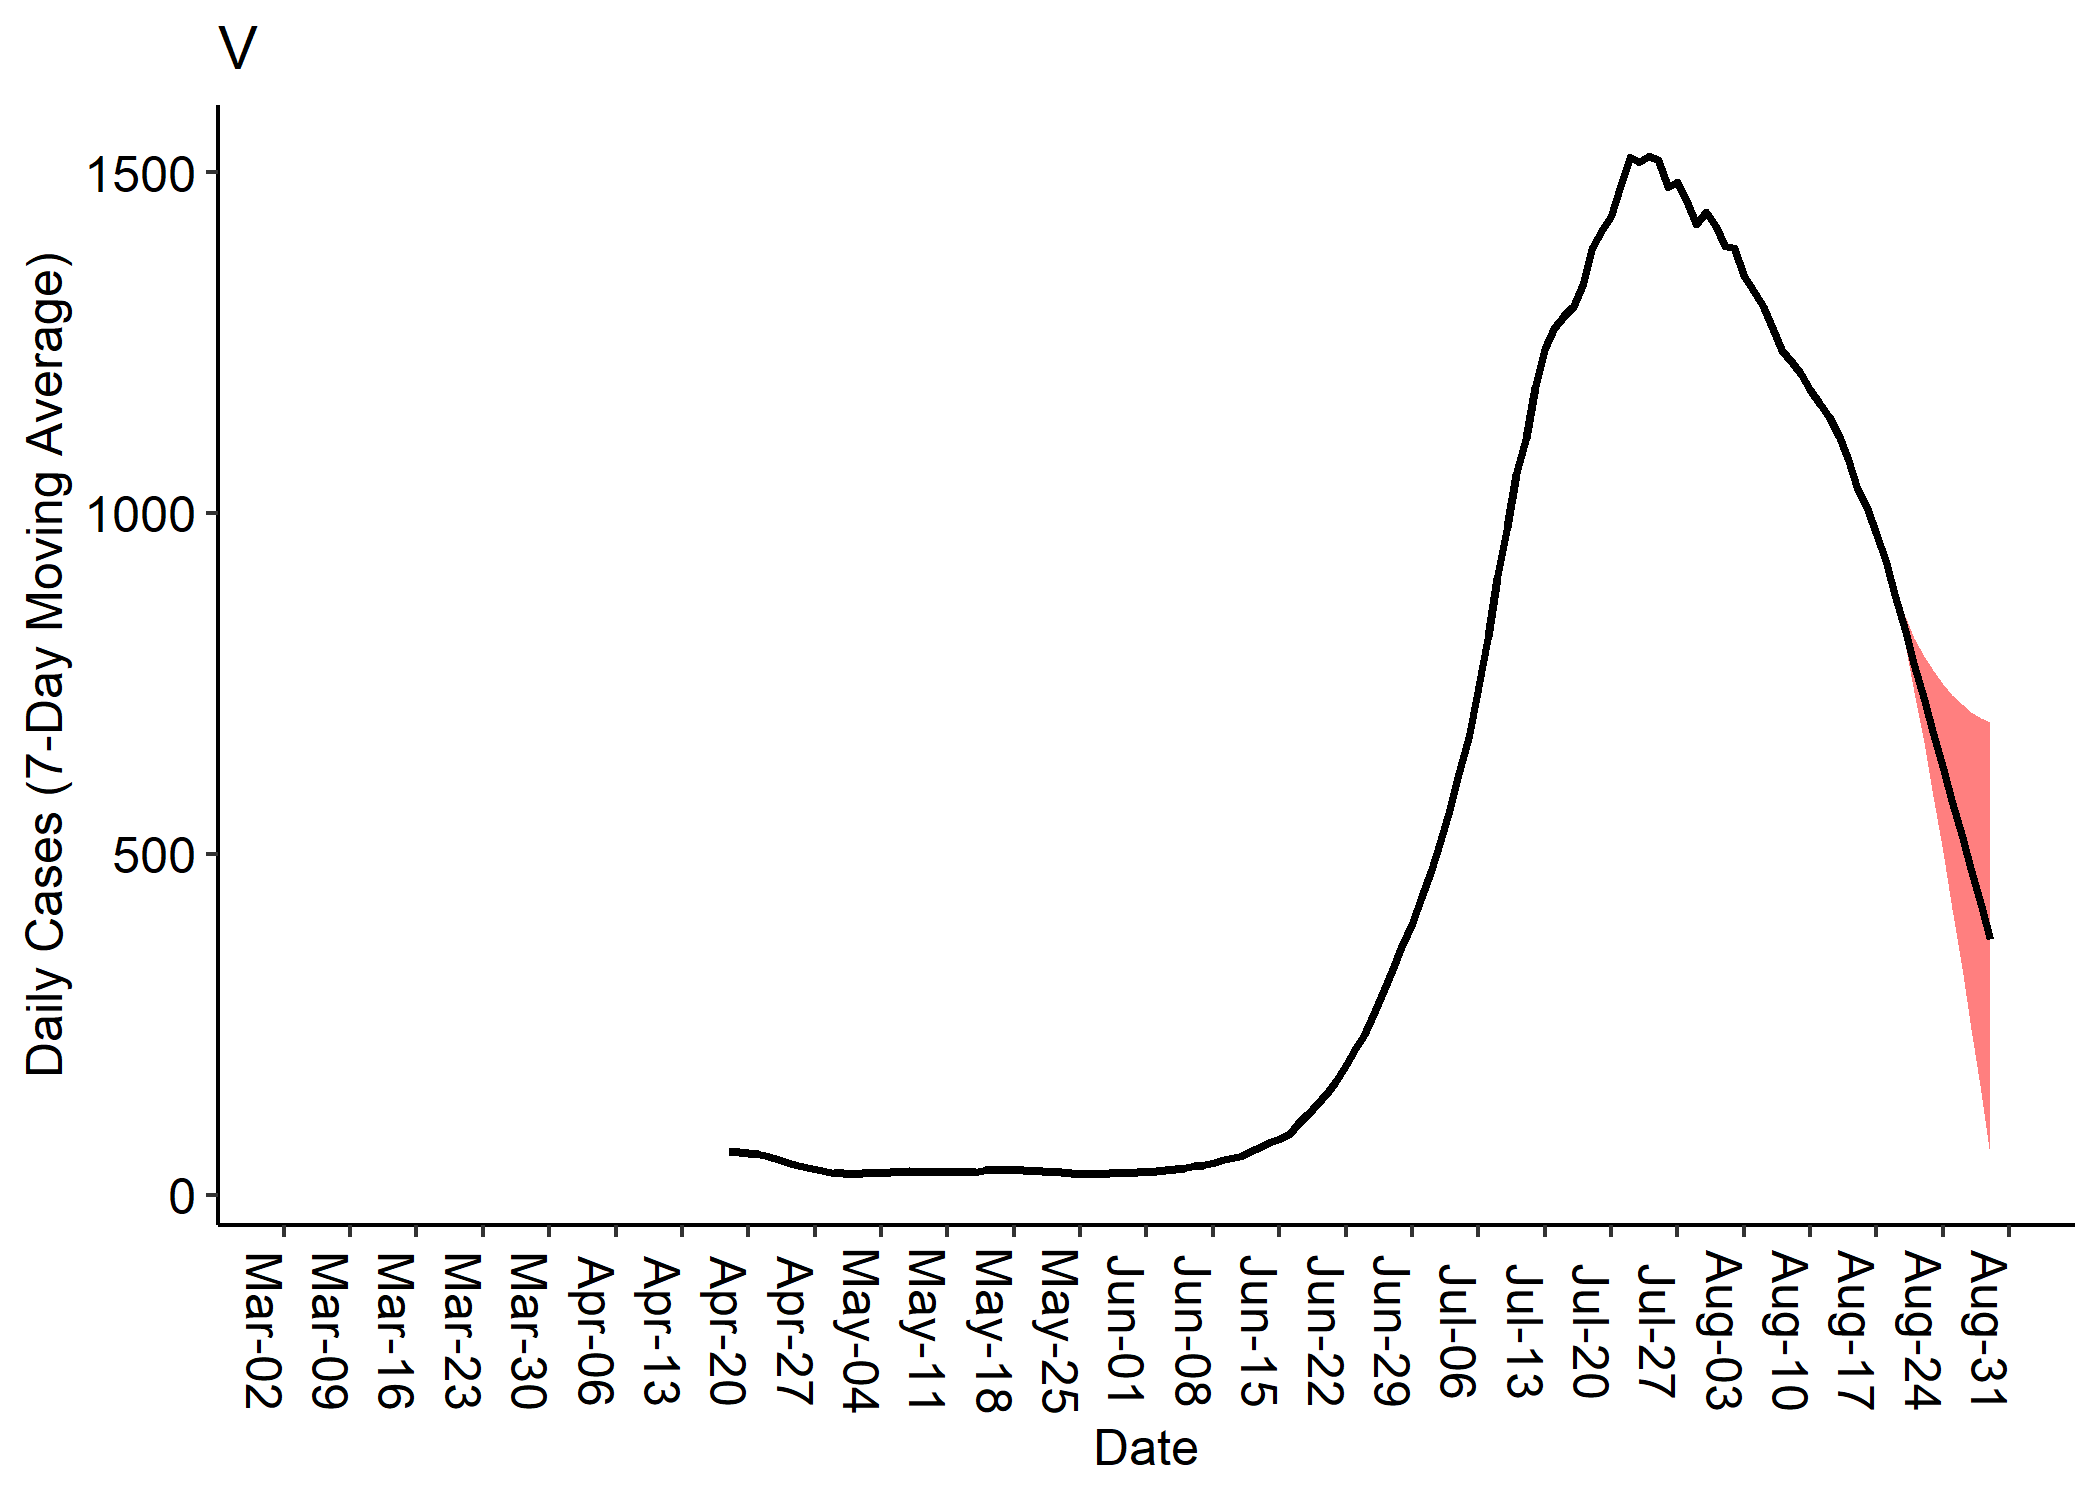 V
Daily Cases (7-Day Moving Average)
1500
1000
500
0
Mar-02
Mar-09
Mar-16
Mar-23
Mar-30
Apr-06
Apr-13
Apr-20
Apr-27
May-04
May-11
May-18
May-25
Jun-01
Jun-08
Jun-15
Jun-22
Jun-29
Jul-06
Jul-13
Jul-20
Jul-27
Aug-03
Aug-10
Aug-17
Aug-24
Aug-31
Date